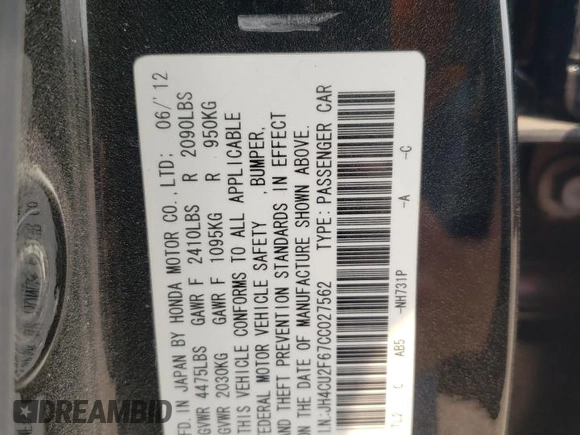 FD. IN JAPAN BY HONDA MOTOR CO.,LTD: 06/'12
GVWR 4475LBS GAWR F 2410LBS R 2090LBS
GVWR 2030KG GAWR F 1095KG R 950KG
THIS VEHICLE CONFORMS TO ALL APPLICABLE
FEDERAL MOTOR VEHICLE SAFETY ,BUMPER,
AND THEFT PREVENTION STANDARDS IN EFFECT
ON THE DATE OF MANUFACTURE SHOWN ABOVE.
I.N:JH4CU2F67CC027562 TYPE: PASSENGER CAR
C AB5 -NH731P -A -C
DREAMBID.COM